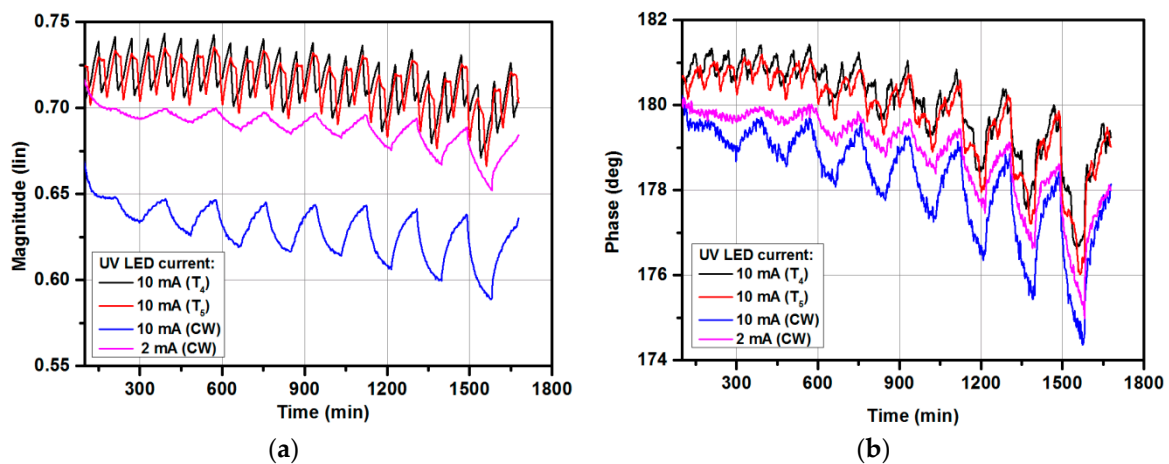 0.75
0.70
0.65
0.60
0.55
Magnitude (lin)
UV LED current:
10 mA (T4)
10 mA (T5)
10 mA (CW)
2 mA (CW)
300 600 900 1200 1500 1800
Time (min)
(a)
182
180
178
176
174
Phase (deg)
UV LED current:
10 mA (T4)
10 mA (T5)
10 mA (CW)
2 mA (CW)
300 600 900 1200 1500 1800
Time (min)
(b)